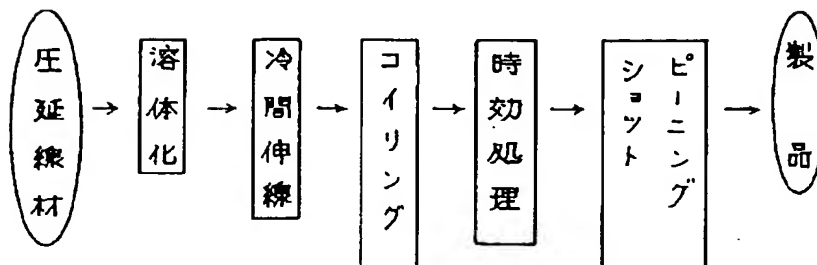 圧延線材
溶体化
冷間伸線
コイリング
時効処理
ショット
ピーニング
製品